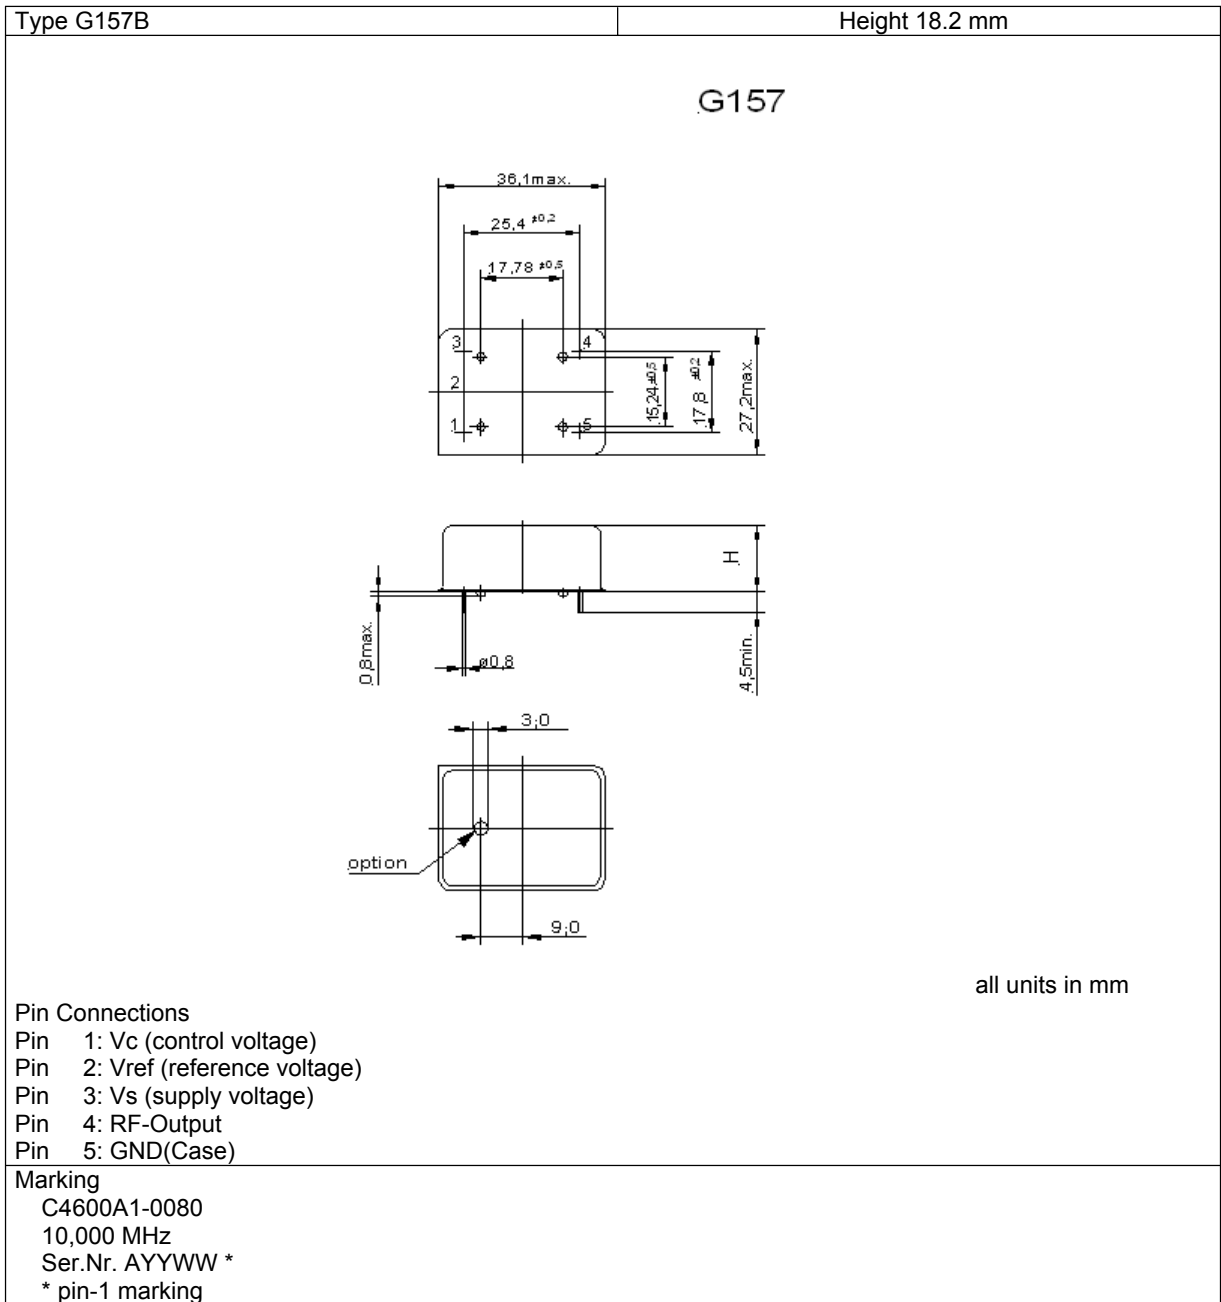 Type G157B
Height 18.2 mm
G157
36,1max.
25,4 ±0,2
17,78 ±0,5
3
4
2
1
5
15,24±0,5
17,8 ±0,2
27,2max.
H
0,8max.
ø0,8
4,5min.
3,0
option
9,0
all units in mm
Pin Connections
Pin 1: Vc (control voltage)
Pin 2: Vref (reference voltage)
Pin 3: Vs (supply voltage)
Pin 4: RF-Output
Pin 5: GND(Case)
Marking
C4600A1-0080
10,000 MHz
Ser.Nr. AYYWW *
* pin-1 marking